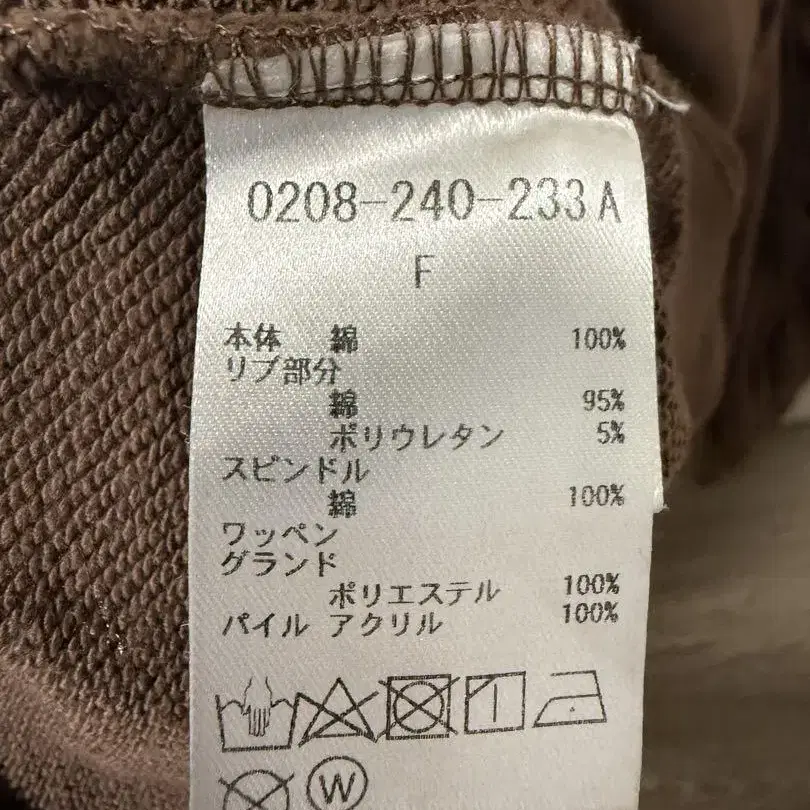 0208-240-233A
F
本体 綿 100%
リブ部分
綿 95%
ポリウレタン 5%
スピンドル
綿 100%
ワッペン
グランド
ポリエステル 100%
パイル アクリル 100%
W